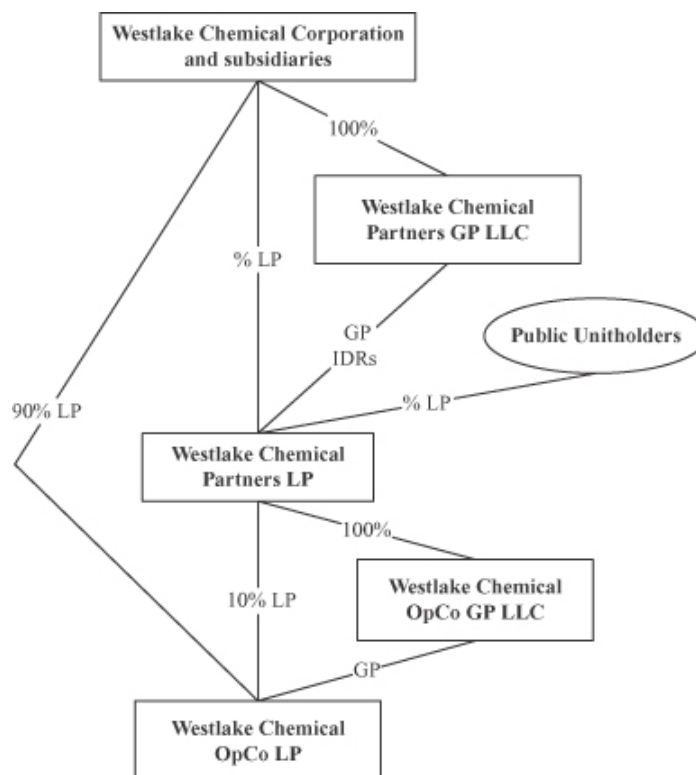 Westlake Chemical Corporation
and subsidiaries
100%
Westlake Chemical
Partners GP LLC
% LP
GP
IDRs
Public Unitholders
% LP
90% LP
Westlake Chemical
Partners LP
100%
Westlake Chemical
OpCo GP LLC
10% LP
GP
Westlake Chemical
OpCo LP